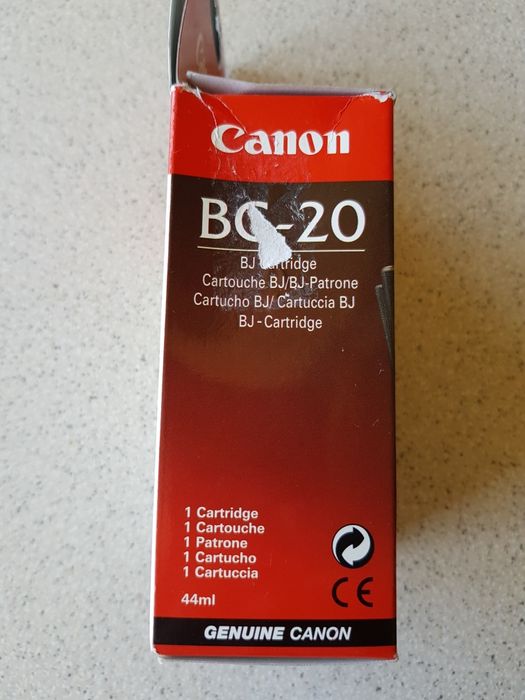 Canon
BC-20
BJ Cartridge
Cartouche BJ/BJ-Patrone
Cartucho BJ/ Cartuccia BJ
BJ-Cartridge
1 Cartridge
1 Cartouche
1 Patrone
1 Cartucho
1 Cartuccia
44ml
CE
GENUINE CANON